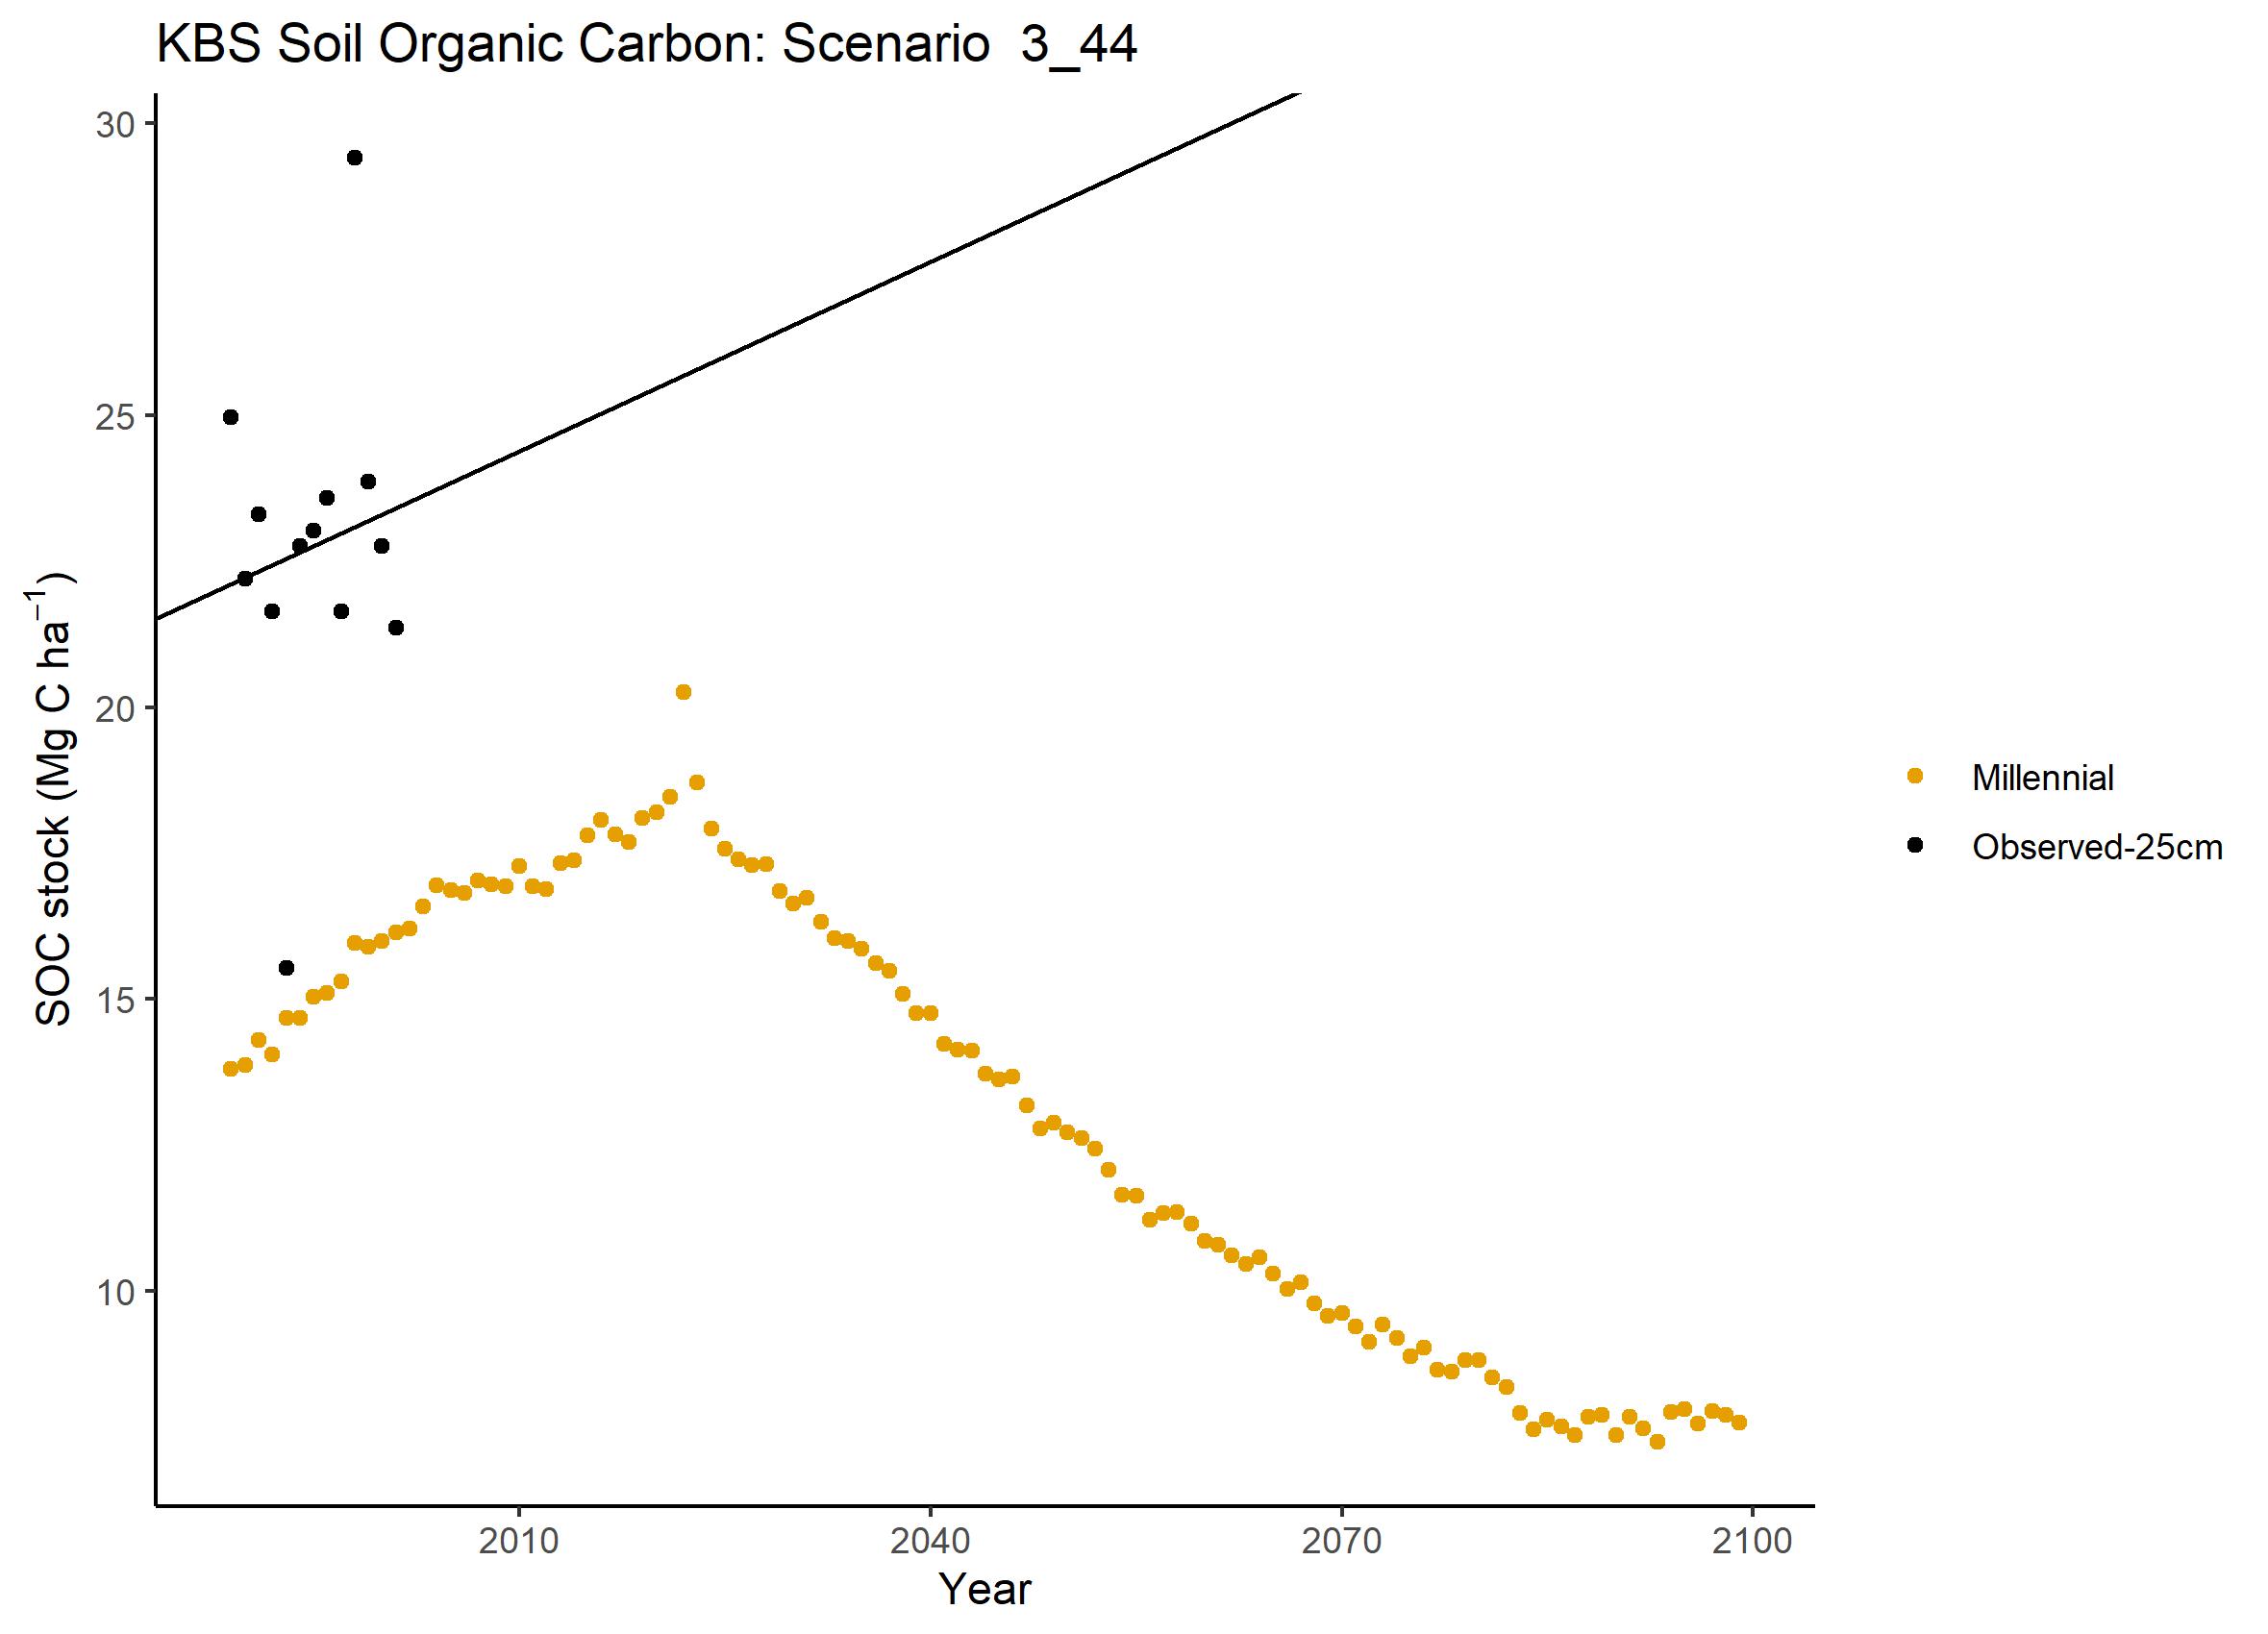 KBS Soil Organic Carbon: Scenario  3_44
30
25
20
15
10
SOC stock (Mg C ha⁻¹)
2010 2040 2070 2100
Year
Millennial
Observed-25cm